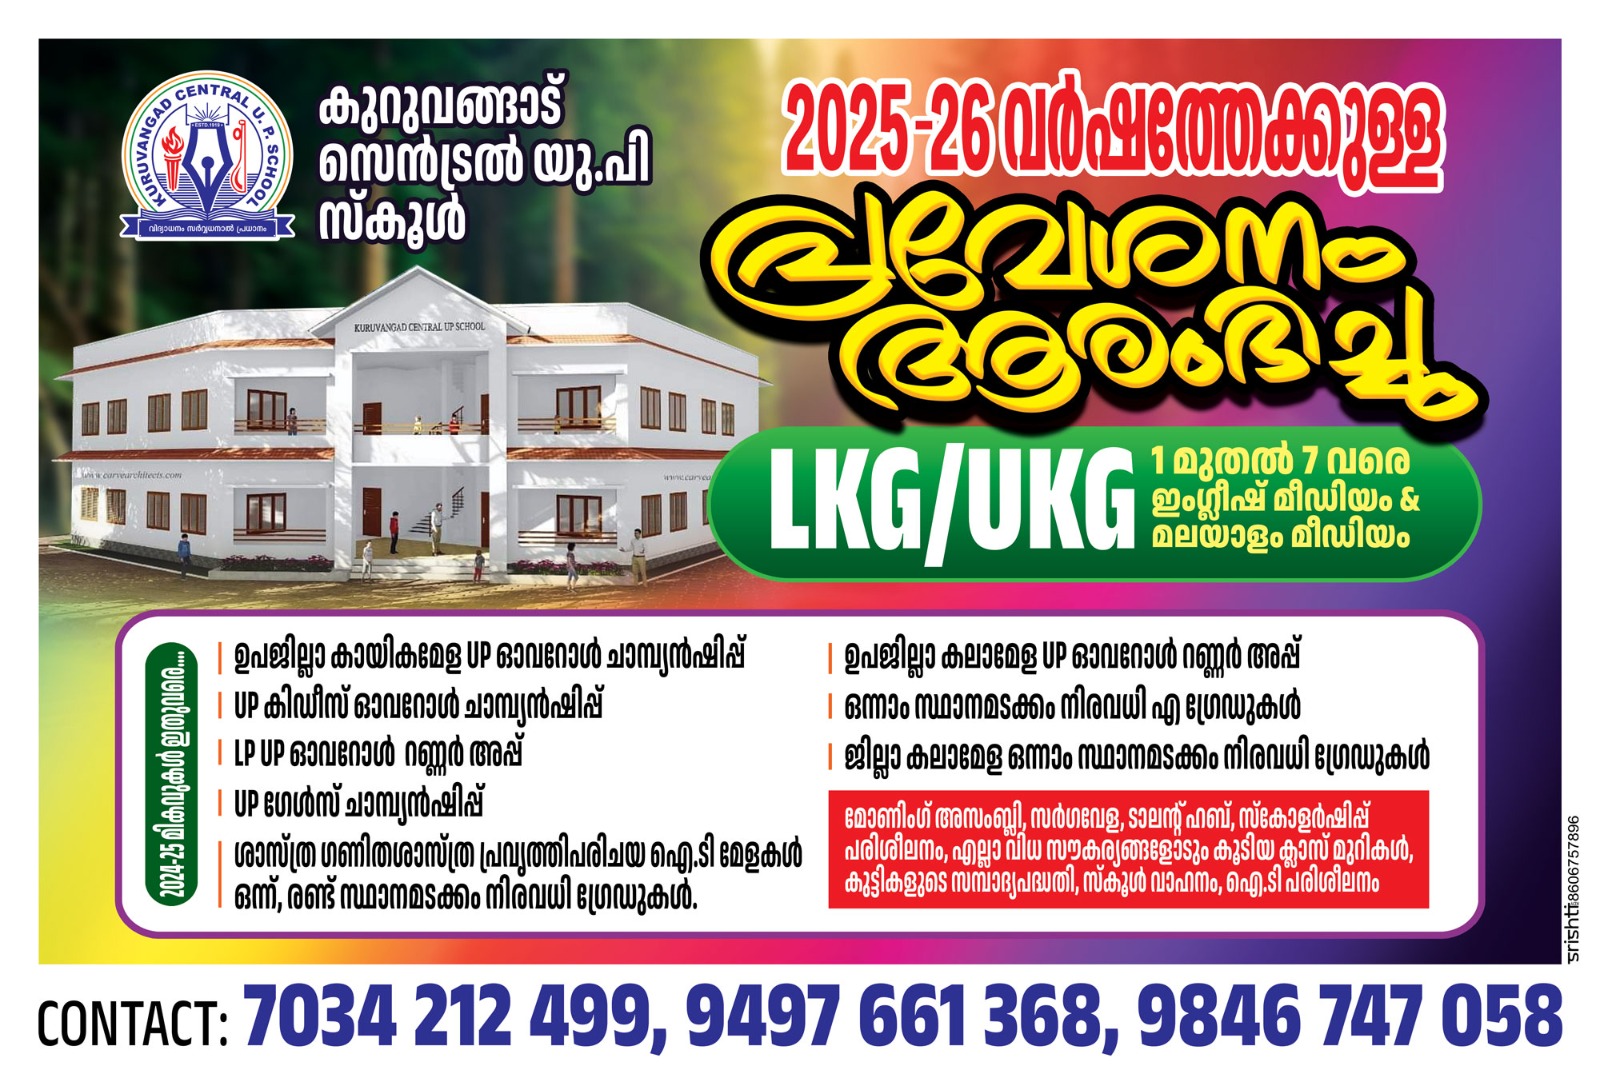 KURUVANGAD CENTRAL U. P. SCHOOL
ESTD.1919
വിദ്യാധനം സർവ്വധനാൽ പ്രധാനം
കുറുവങ്ങാട്
സെൻട്രൽ യു.പി
സ്കൂൾ
2025-26 വർഷത്തേക്കുള്ള
പ്രവേശനം
ആരംഭിച്ചു
KURUVANGAD CENTRAL UP SCHOOL
www.earvearchitects.com
LKG/UKG
1 മുതൽ 7 വരെ
ഇംഗ്ലീഷ് മീഡിയം &
മലയാളം മീഡിയം
2024-25 മികവുകൾ ഇതുവരെ....
ഉപജില്ലാ കായികമേള UP ഓവറോൾ ചാമ്പ്യൻഷിപ്പ്
UP കിഡീസ് ഓവറോൾ ചാമ്പ്യൻഷിപ്പ്
LP UP ഓവറോൾ റണ്ണർ അപ്പ്
UP ഗേൾസ് ചാമ്പ്യൻഷിപ്പ്
ശാസ്ത്ര ഗണിതശാസ്ത്ര പ്രവൃത്തിപരിചയ ഐ.ടി മേളകൾ
ഒന്ന്, രണ്ട് സ്ഥാനമടക്കം നിരവധി ഗ്രേഡുകൾ.
ഉപജില്ലാ കലാമേള UP ഓവറോൾ റണ്ണർ അപ്പ്
ഒന്നാം സ്ഥാനമടക്കം നിരവധി എ ഗ്രേഡുകൾ
ജില്ലാ കലാമേള ഒന്നാം സ്ഥാനമടക്കം നിരവധി ഗ്രേഡുകൾ
മോണിംഗ് അസംബ്ലി, സർഗവേള, ടാലന്റ് ഹബ്, സ്കോളർഷിപ്പ്
പരിശീലനം, എല്ലാ വിധ സൗകര്യങ്ങളോടും കൂടിയ ക്ലാസ് മുറികൾ,
കുട്ടികളുടെ സമ്പാദ്യപദ്ധതി, സ്കൂൾ വാഹനം, ഐ.ടി പരിശീലനം
srishti 8606757896
CONTACT: 7034 212 499, 9497 661 368, 9846 747 058